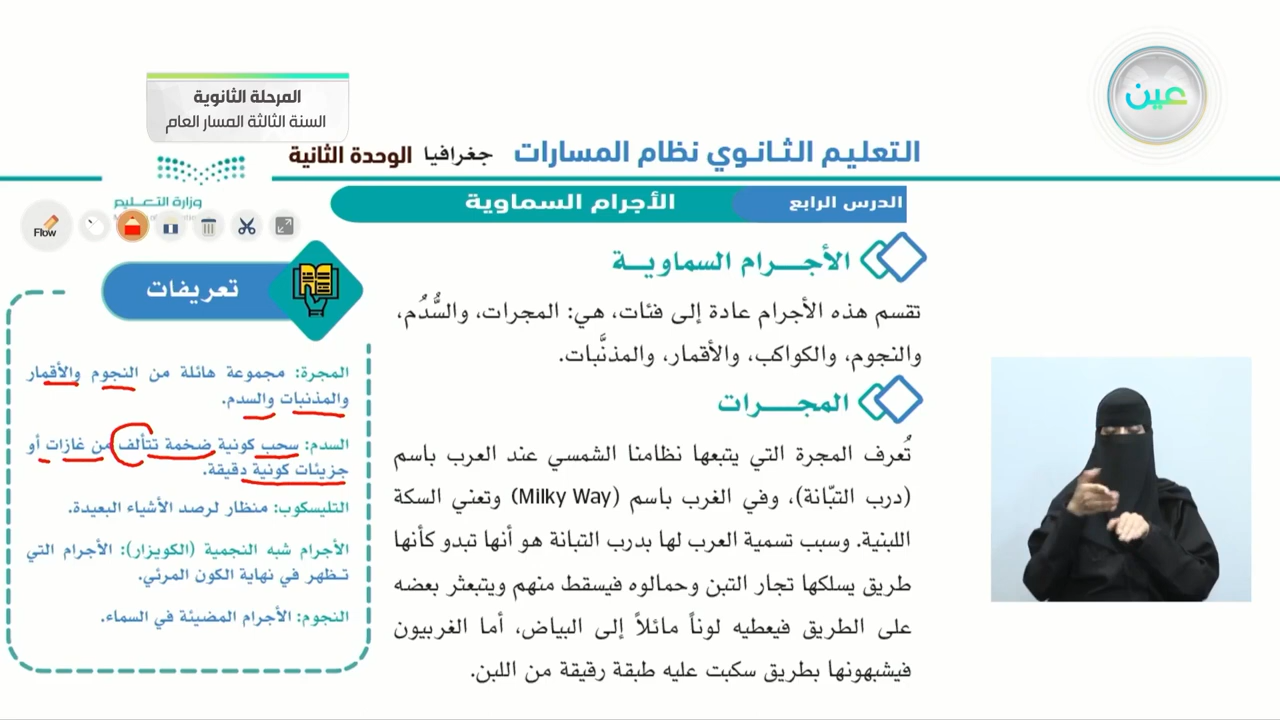 عين
المرحلة الثانوية
السنة الثالثة المسار العام
التعليم الثانوي نظام المسارات جغرافيا الوحدة الثانية
وزارة التعليم
الدرس الرابع الأجرام السماوية
Flow
الأجرام السماوية
تقسم هذه الأجرام عادة إلى فئات، هي: المجرات، والسُّدُم،
والنجوم، والكواكب، والأقمار، والمذنَّبات.
المجرات
تُعرف المجرة التي يتبعها نظامنا الشمسي عند العرب باسم
(درب التبّانة)، وفي الغرب باسم (Milky Way) وتعني السكة
اللبنية. وسبب تسمية العرب لها بدرب التبانة هو أنها تبدو كأنها
طريق يسلكها تجار التبن وحمالوه فيسقط منهم ويتبعثر بعضه
على الطريق فيعطيه لوناً مائلاً إلى البياض، أما الغربيون
فيشبهونها بطريق سكبت عليه طبقة رقيقة من اللبن.
تعريفات
المجرة: مجموعة هائلة من النجوم والأقمار
والمذنبات والسدم.
السدم: سحب كونية ضخمة تتألف من غازات أو
جزيئات كونية دقيقة.
التليسكوب: منظار لرصد الأشياء البعيدة.
الأجرام شبه النجمية (الكويزار): الأجرام التي
تظهر في نهاية الكون المرئي.
النجوم: الأجرام المضيئة في السماء.